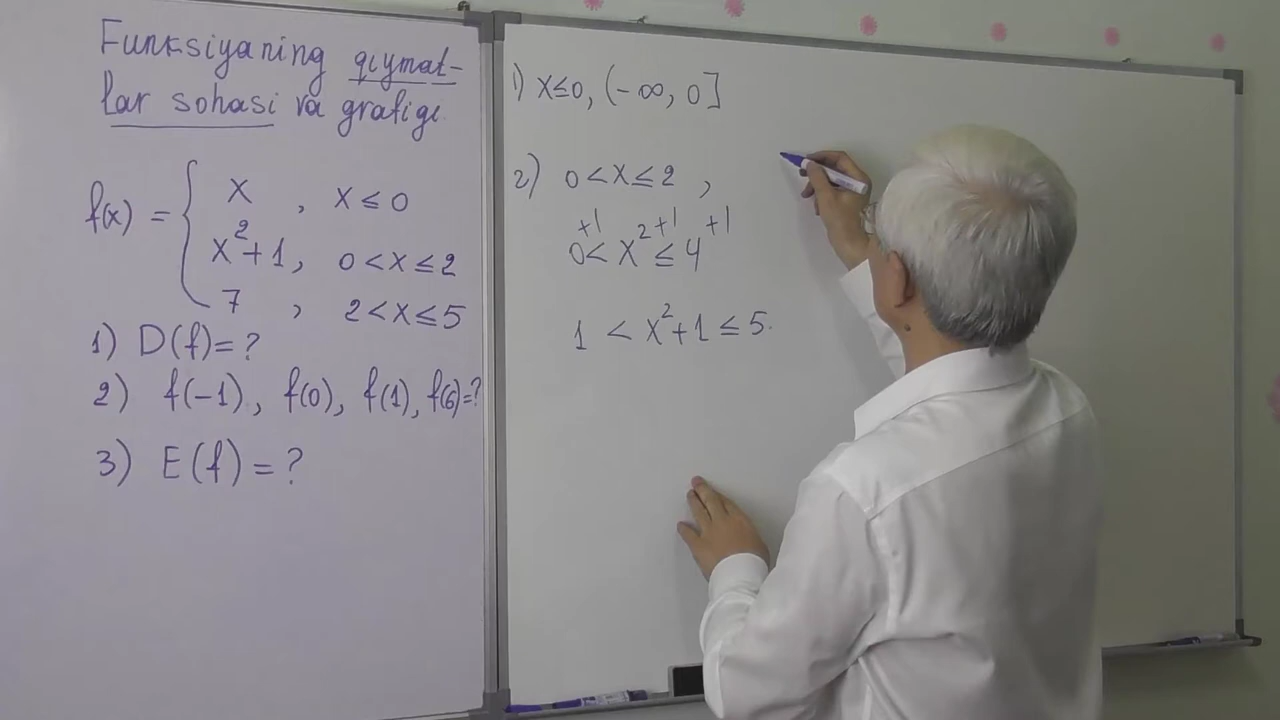 Funksiyaning qiymat-
lar sohasi va grafigi
f(x) = { x , x ≤ 0
x² + 1, 0 < x ≤ 2
7 , 2 < x ≤ 5
1) D(f) = ?
2) f(-1), f(0), f(1), f(6) = ?
3) E(f) = ?
1) x ≤ 0, (-∞, 0]
2) 0 < x ≤ 2 ,
+1 +1 +1
0 < x² ≤ 4
1 < x² + 1 ≤ 5.